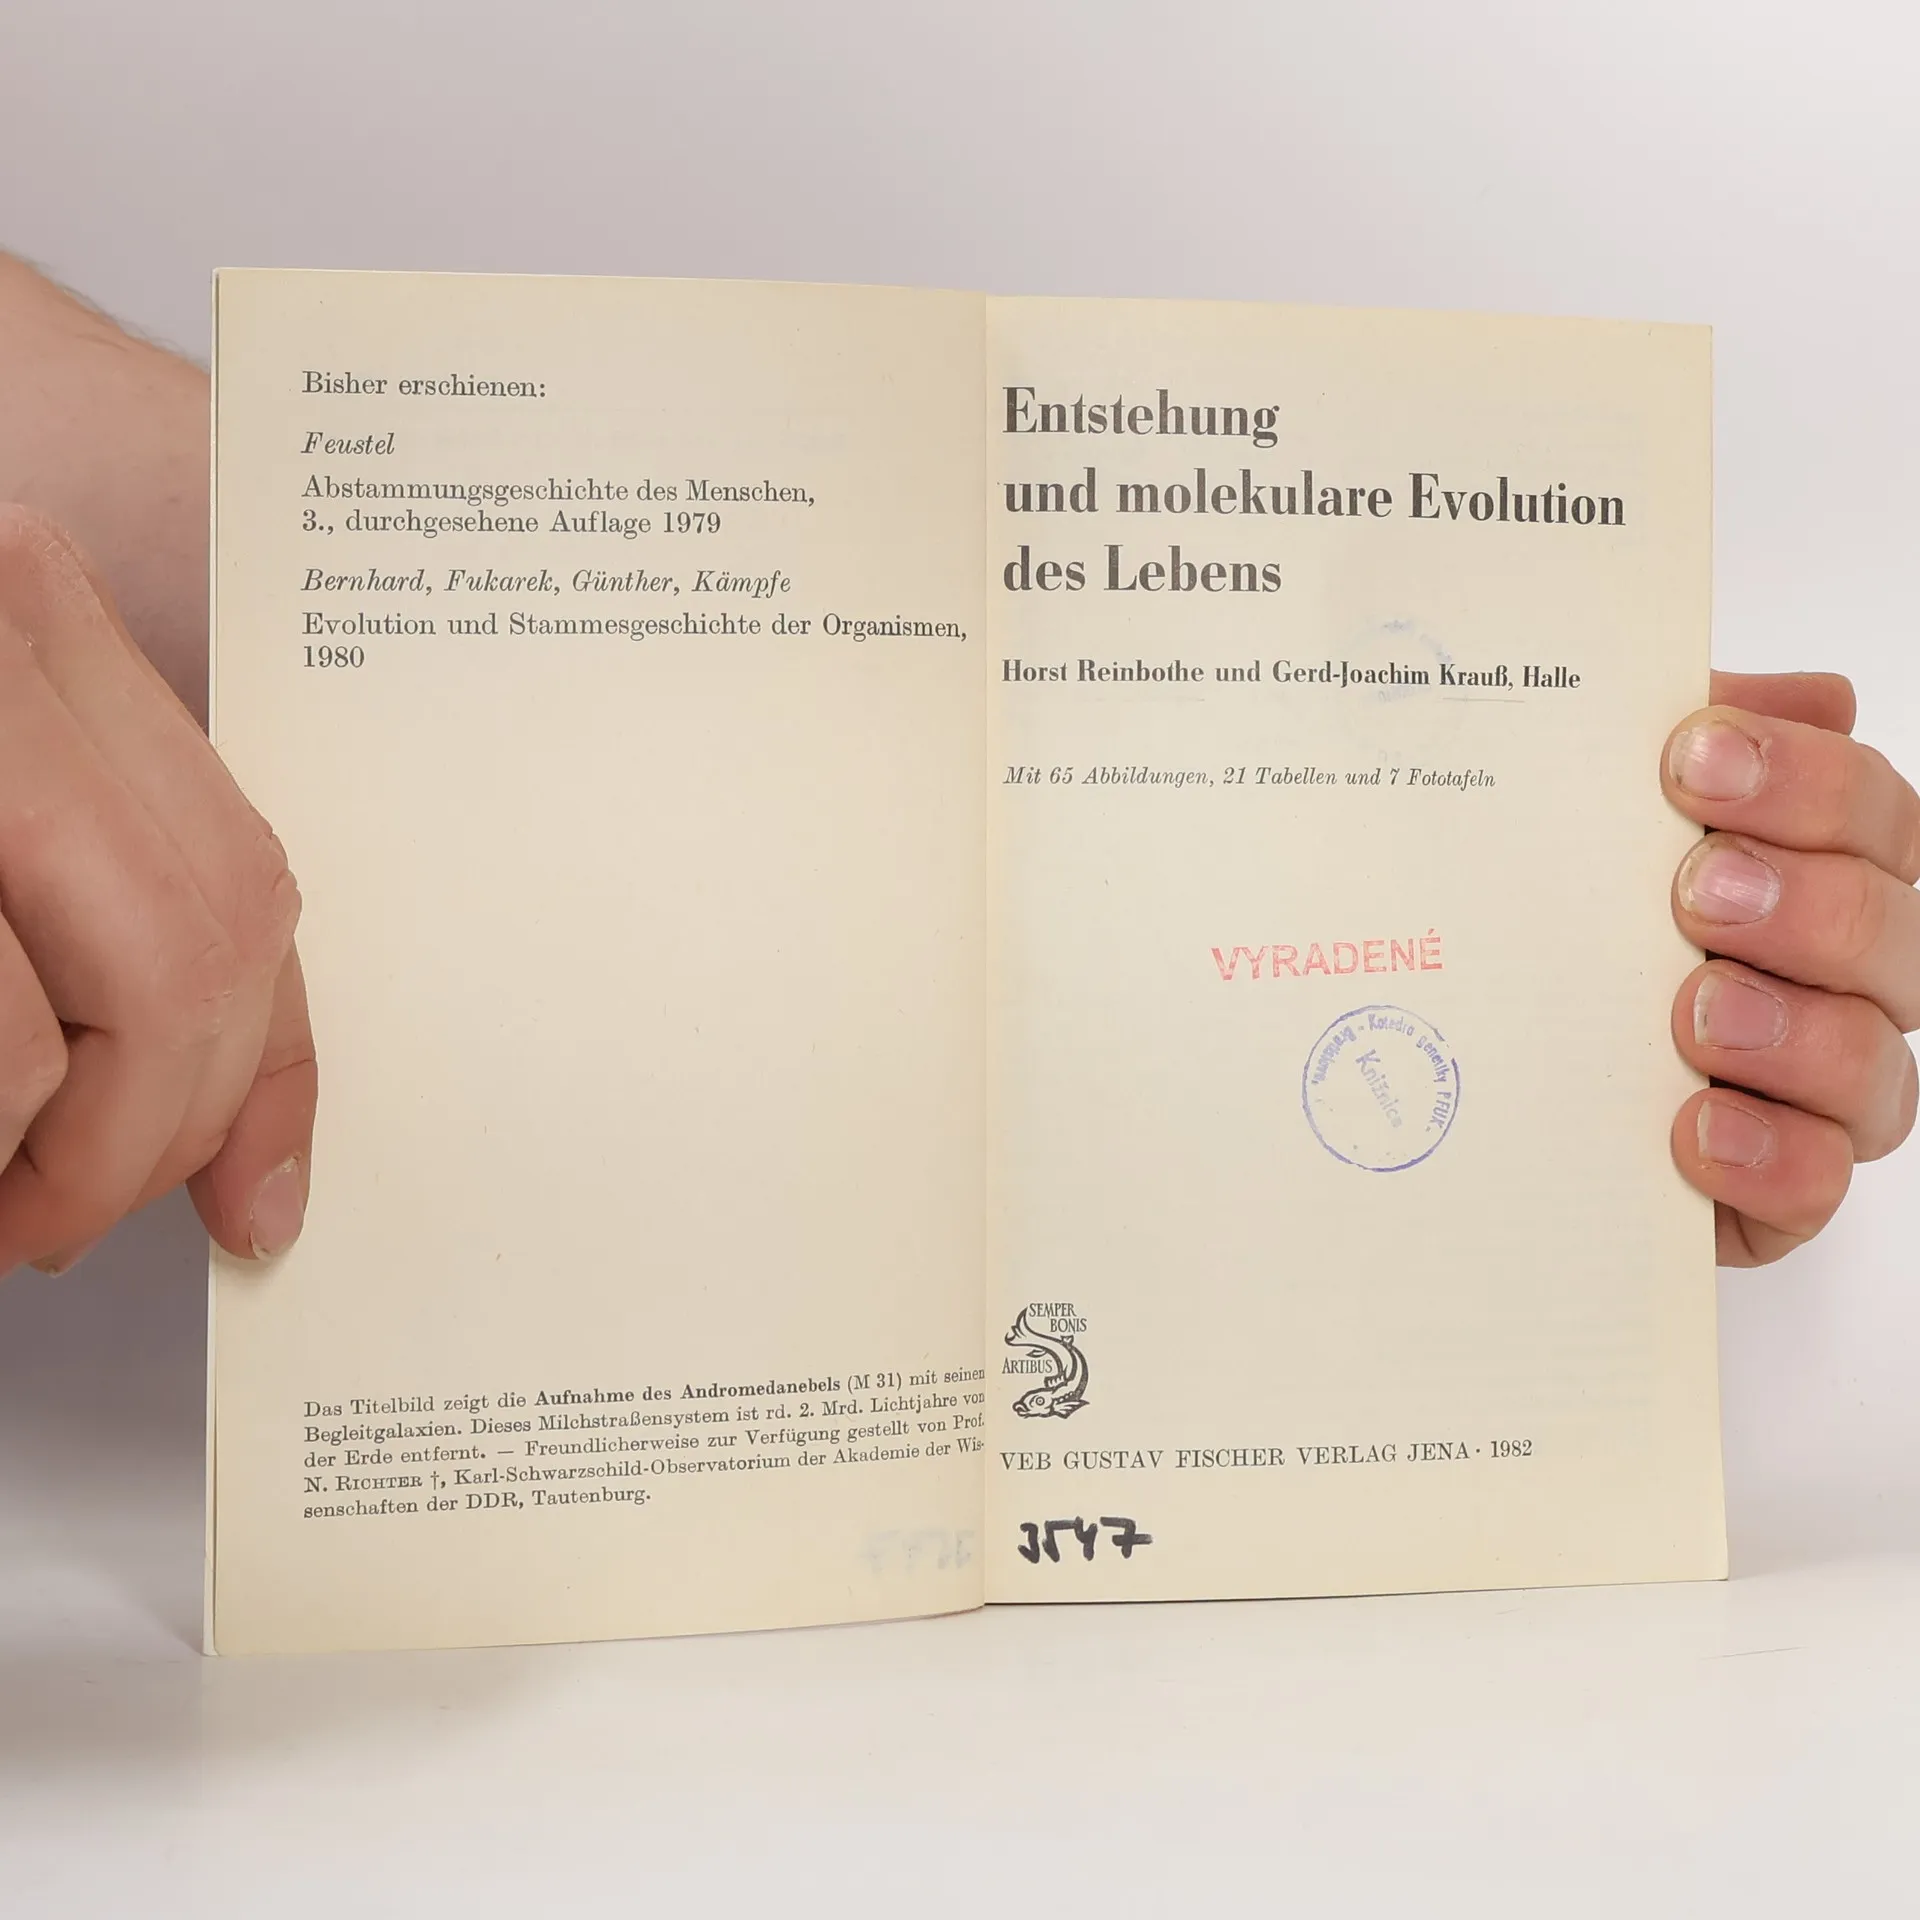 Bisher erschienen:
Feustel
Abstammungsgeschichte des Menschen,
3., durchgesehene Auflage 1979
Bernhard, Fukarek, Günther, Kämpfe
Evolution und Stammesgeschichte der Organismen,
1980
Das Titelbild zeigt die Aufnahme des Andromedanebels (M 31) mit seinen
Begleitgalaxien. Dieses Milchstraßensystem ist rd. 2. Mrd. Lichtjahre von
der Erde entfernt. — Freundlicherweise zur Verfügung gestellt von Prof.
N. RICHTER †, Karl-Schwarzschild-Observatorium der Akademie der Wis-
senschaften der DDR, Tautenburg.
Entstehung
und molekulare Evolution
des Lebens
Horst Reinbothe und Gerd-Joachim Krauß, Halle
Mit 65 Abbildungen, 21 Tabellen und 7 Fototafeln
VYRADENÉ
Katedra genetiky PFUK -
Knižnica
SEMPER
BONIS
ARTIBUS
VEB GUSTAV FISCHER VERLAG JENA · 1982
3547